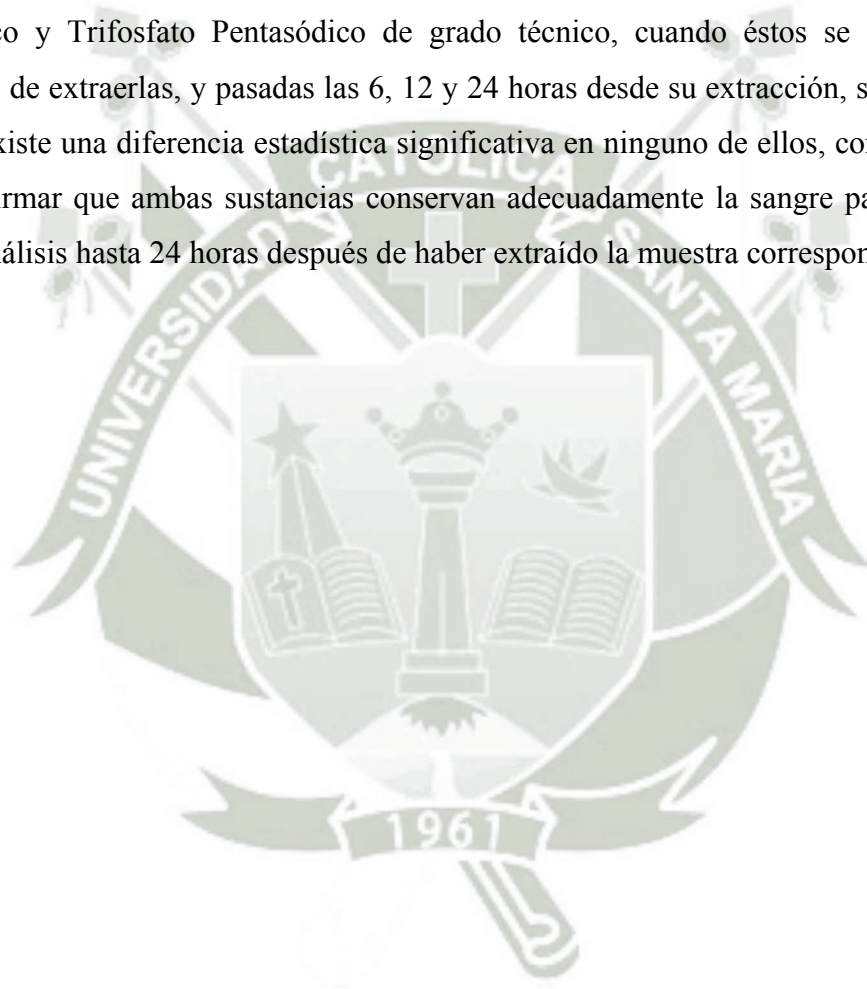 co y Trifosfato Pentasódico de grado técnico, cuando éstos se
de extraerlas, y pasadas las 6, 12 y 24 horas desde su extracción, s
xiste una diferencia estadística significativa en ninguno de ellos, co
rmar que ambas sustancias conservan adecuadamente la sangre pa
nálisis hasta 24 horas después de haber extraído la muestra correspon
UNIVERSIDAD CATOLICA SANTA MARIA
1961